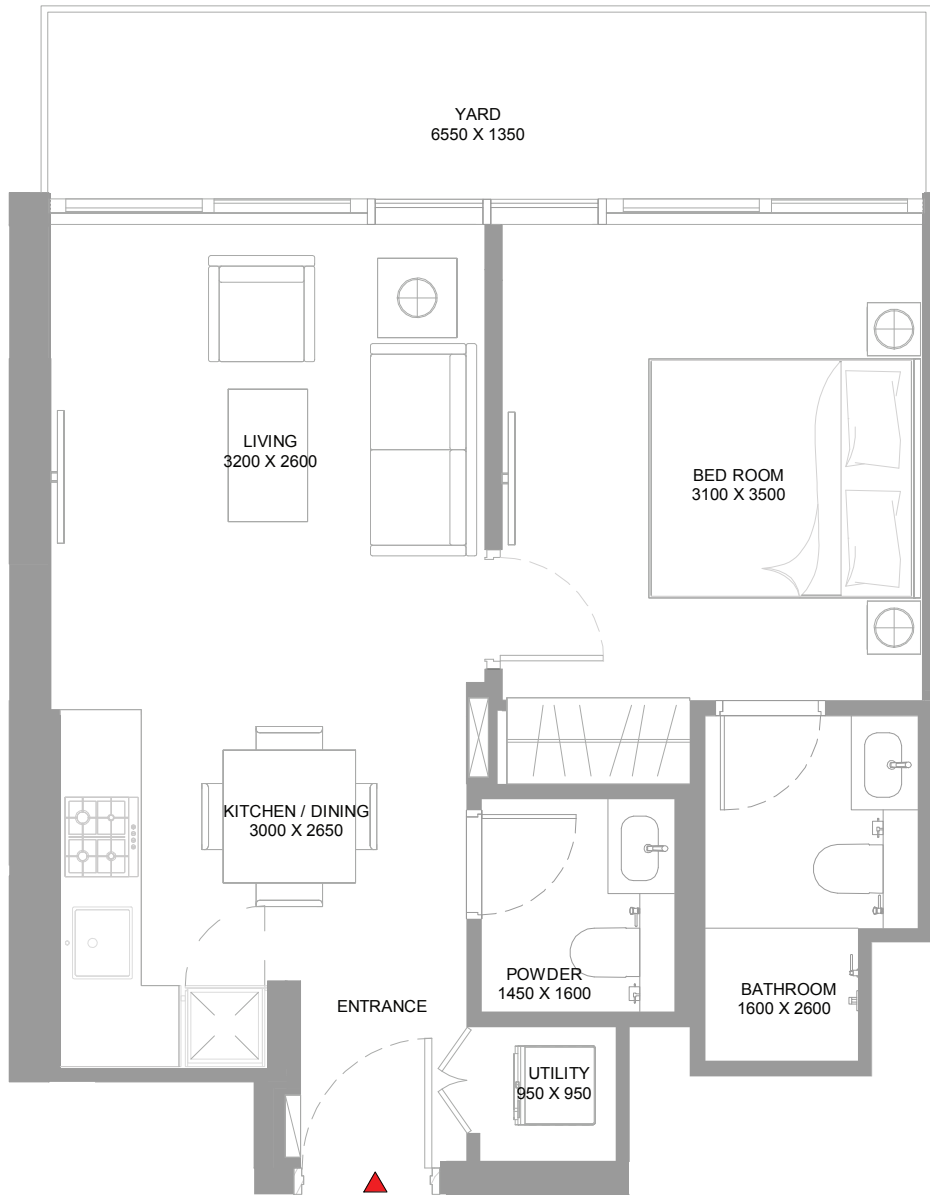 YARD
6550 X 1350
LIVING
3200 X 2600
BED ROOM
3100 X 3500
KITCHEN / DINING
3000 X 2650
POWDER
1450 X 1600
BATHROOM
1600 X 2600
ENTRANCE
UTILITY
950 X 950